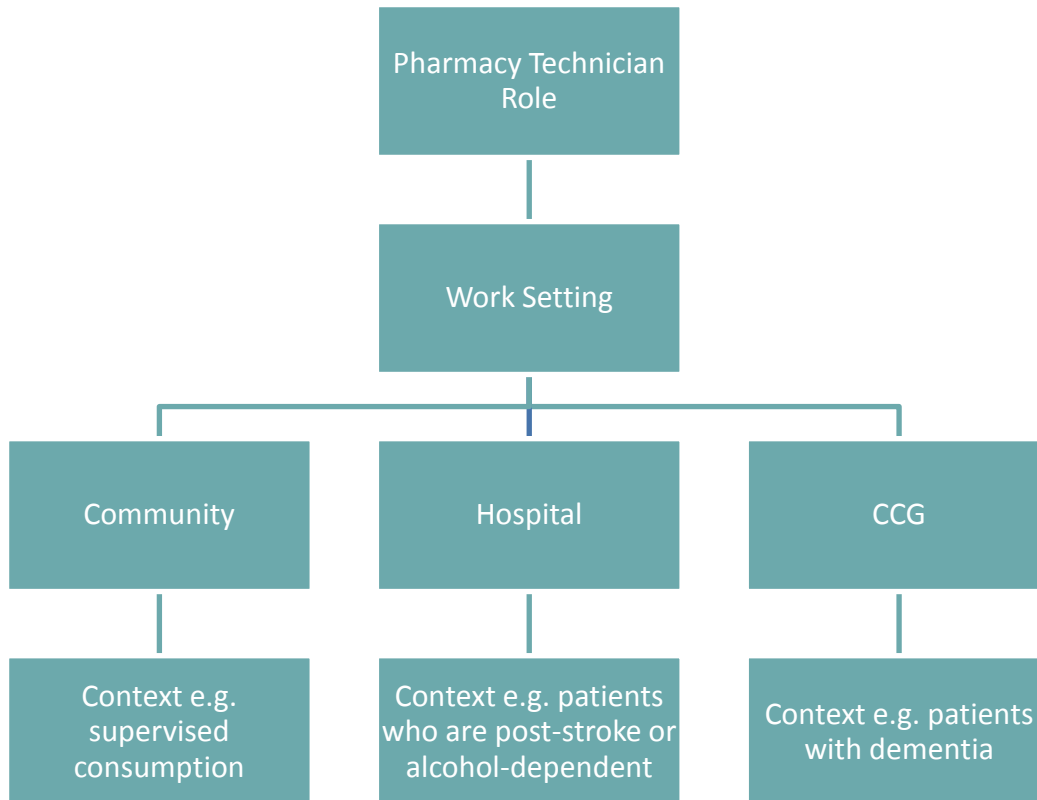 Pharmacy Technician
Role
Work Setting
Community
Hospital
CCG
Context e.g.
supervised
consumption
Context e.g. patients
who are post-stroke or
alcohol-dependent
Context e.g. patients
with dementia